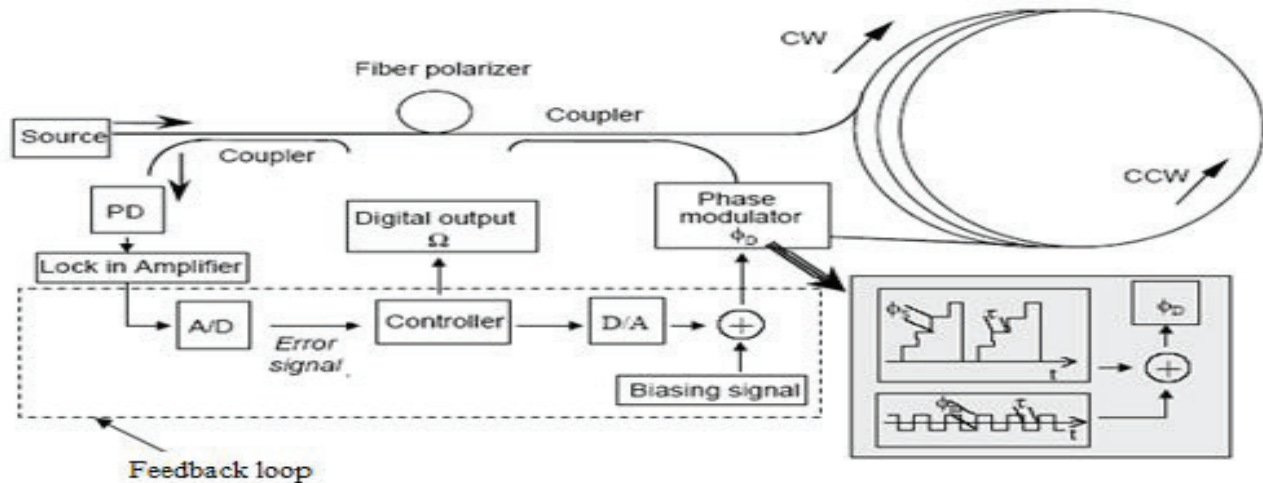 CW
Fiber polarizer
Coupler
Source
Coupler
CCW
PD
Digital output
Ω
Phase
modulator
ϕD
Lock in Amplifier
A/D
Error
signal
Controller
D/A
+
Biasing signal
τ
t
ϕD
+
τ
t
Feedback loop